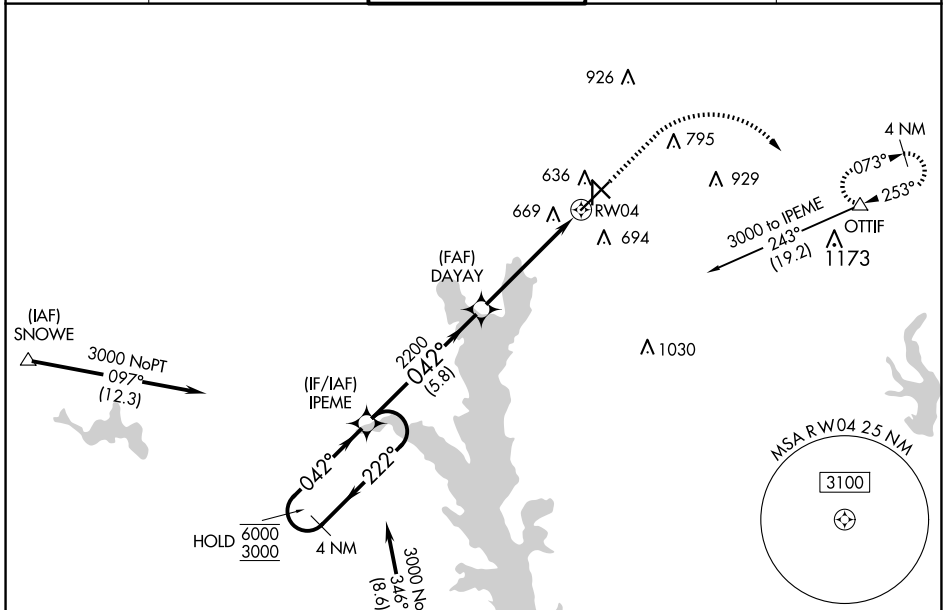 926
795
4 NM
073°
253°
636
929
669
RW04
694
3000 to IPEME
243°
(19.2)
OTTIF
1173
(FAF)
DAYAY
(IAF)
SNOWE
3000 NoPT
097°
(12.3)
2200
042°
(5.8)
1030
(IF/IAF)
IPEME
MSA RW04 25 NM
3100
042°
222°
HOLD
6000
3000
4 NM
3000 No
346°
(8.6)